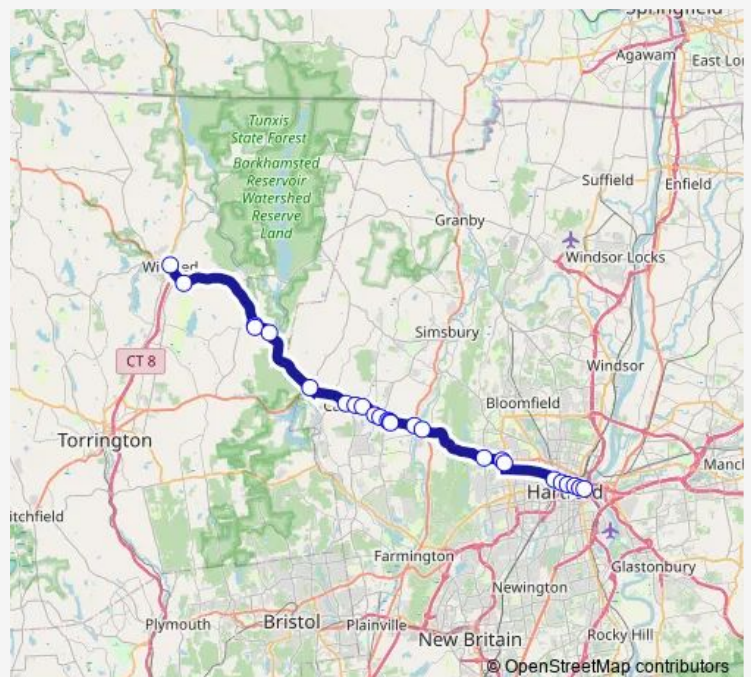 Springfield
Agawam
East Lo
Tunxis
State Forest
Barkhamsted
Reservoir
Watershed
Reserve
Land
Suffield
Enfield
Granby
Windsor Locks
Simsbury
CT 8
Windsor
Bloomfield
Torrington
Manch
itchfield
Farmington
Glastonbury
Newington
Plymouth
Bristol
Plainville
New Britain
Rocky Hill
© OpenStreetMap contributors